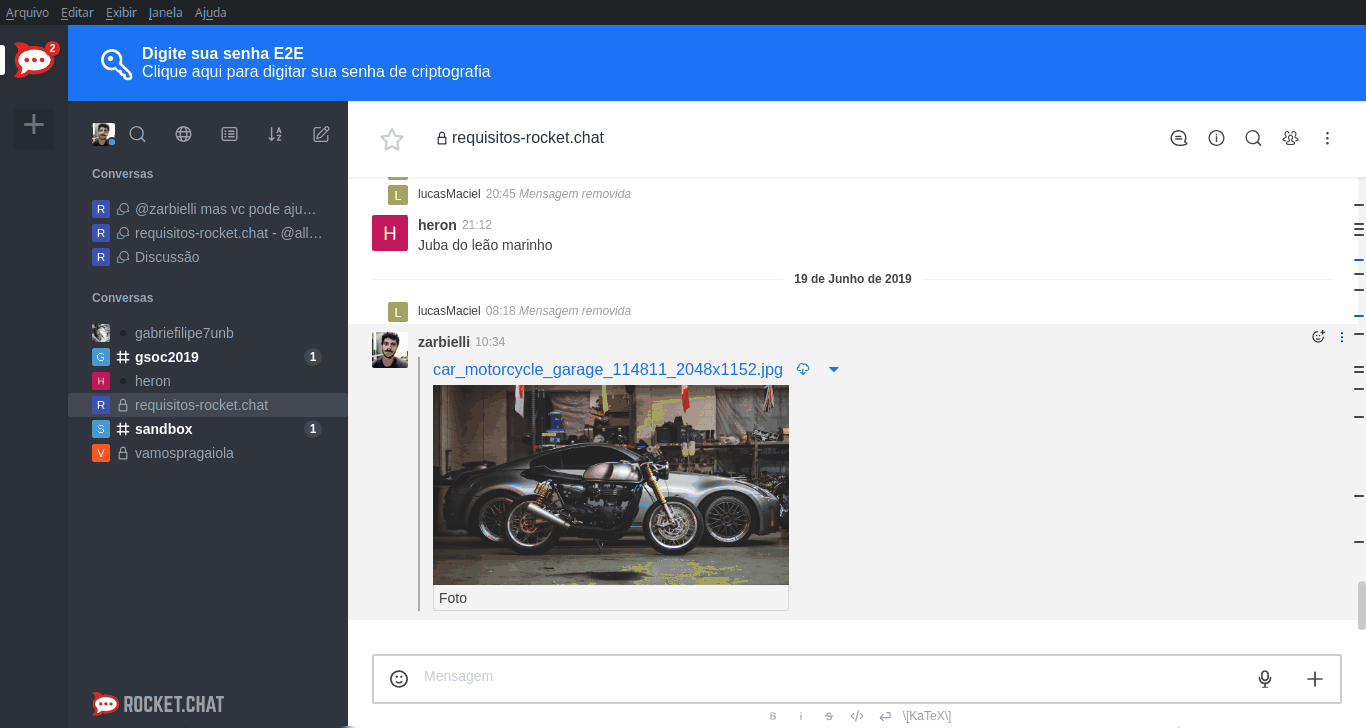 Arquivo Editar Exibir Janela Ajuda
2
Digite sua senha E2E
Clique aqui para digitar sua senha de criptografia
Conversas
R @zarbielli mas vc pode aju…
R requisitos-rocket.chat - @all…
R Discussão
Conversas
gabriefilipe7unb
G # gsoc2019 1
H heron
R requisitos-rocket.chat
S # sandbox 1
V vamospragaiola
ROCKET.CHAT
requisitos-rocket.chat
L lucasMaciel 20:45 Mensagem removida
H heron 21:12
Juba do leão marinho
19 de Junho de 2019
L lucasMaciel 08:18 Mensagem removida
zarbielli 10:34
car_motorcycle_garage_114811_2048x1152.jpg
Foto
Mensagem
B i S </> \[KaTeX\]